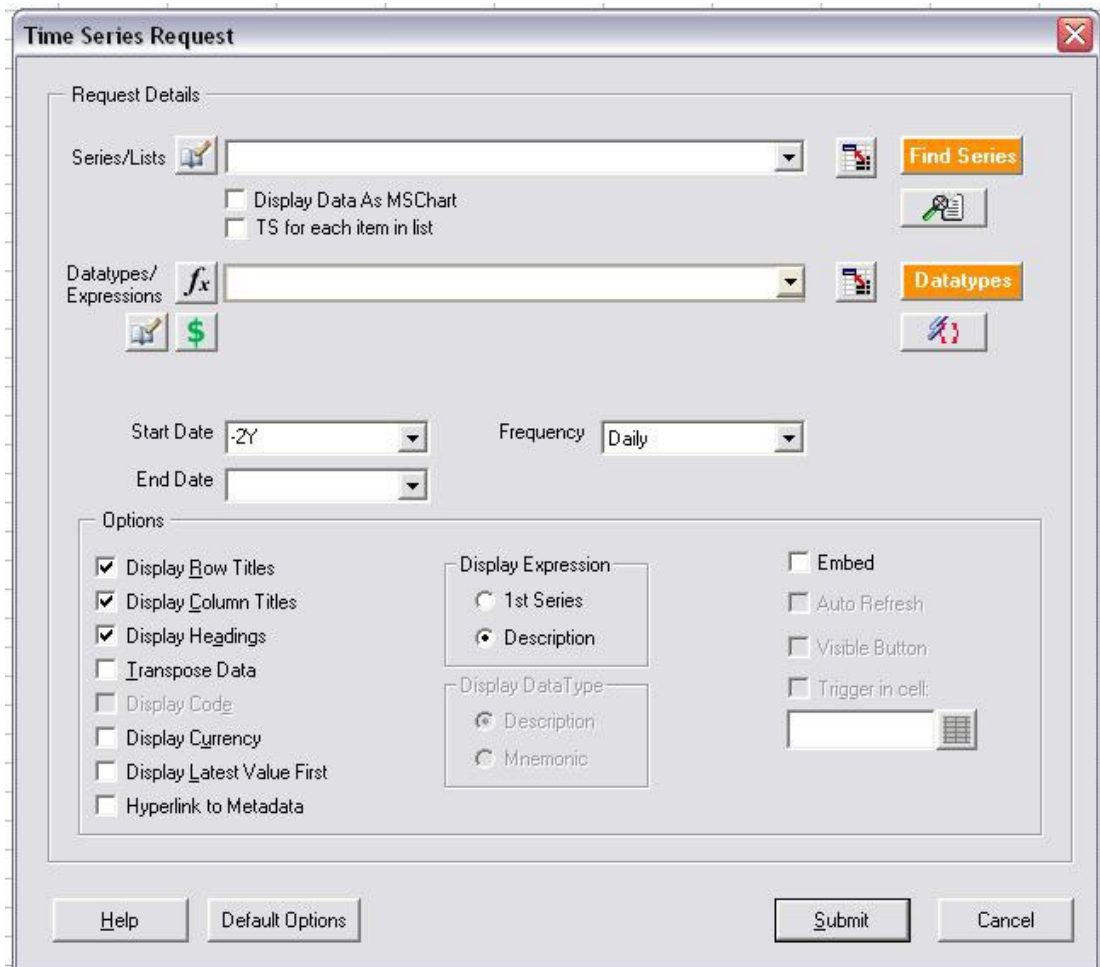 Time Series Request
Request Details
Series/Lists
Find Series
Display Data As MSChart
TS for each item in list
Datatypes/
Expressions
fx
Datatypes
$
Start Date -2Y Frequency Daily
End Date
Options
Display Row Titles Display Expression Embed
Display Column Titles 1st Series Auto Refresh
Display Headings Description Visible Button
Transpose Data Display DataType Trigger in cell:
Display Code Description
Display Currency Mnemonic
Display Latest Value First
Hyperlink to Metadata
Help Default Options Submit Cancel